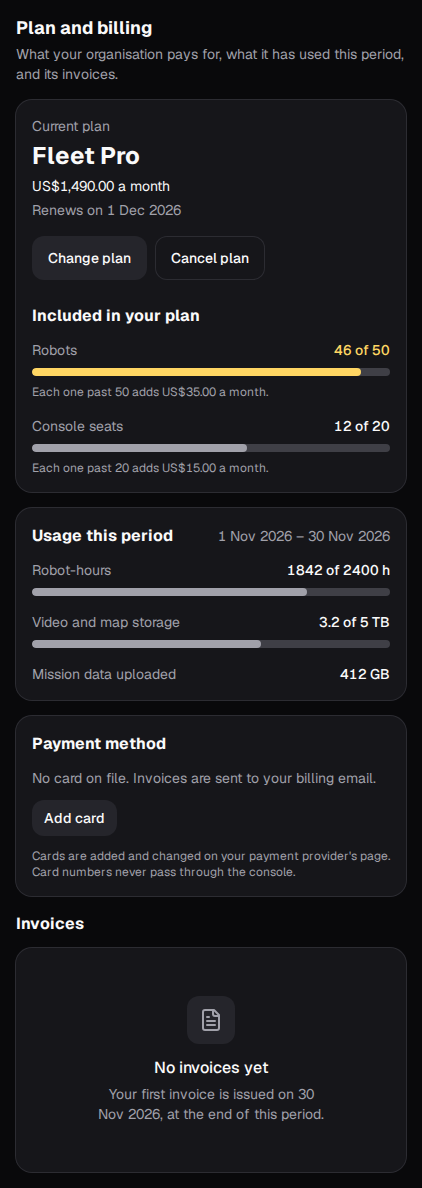 Plan and billing
What your organisation pays for, what it has used this period,
and its invoices.
Current plan
Fleet Pro
US$1,490.00 a month
Renews on 1 Dec 2026
Change plan
Cancel plan
Included in your plan
Robots
46 of 50
Each one past 50 adds US$35.00 a month.
Console seats
12 of 20
Each one past 20 adds US$15.00 a month.
Usage this period
1 Nov 2026 – 30 Nov 2026
Robot-hours
1842 of 2400 h
Video and map storage
3.2 of 5 TB
Mission data uploaded
412 GB
Payment method
No card on file. Invoices are sent to your billing email.
Add card
Cards are added and changed on your payment provider's page.
Card numbers never pass through the console.
Invoices
No invoices yet
Your first invoice is issued on 30
Nov 2026, at the end of this period.